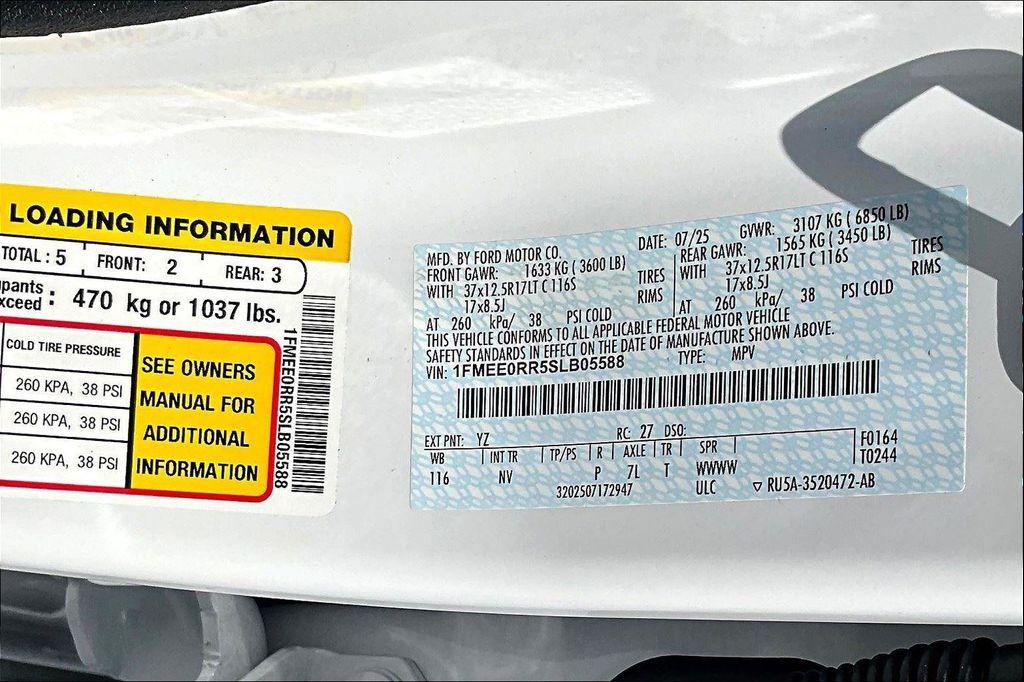 LOADING INFORMATION
TOTAL : 5 FRONT: 2 REAR: 3
pants
xceed : 470 kg or 1037 lbs.
COLD TIRE PRESSURE
260 KPA, 38 PSI
260 KPA, 38 PSI
260 KPA, 38 PSI
SEE OWNERS
MANUAL FOR
ADDITIONAL
INFORMATION
1FMEE0RR5SLB05588
MFD. BY FORD MOTOR CO. DATE: 07/25 GVWR: 3107 KG ( 6850 LB)
FRONT GAWR: 1633 KG ( 3600 LB) REAR GAWR: 1565 KG ( 3450 LB)
WITH 37x12.5R17LT C 116S TIRES WITH 37x12.5R17LT C 116S TIRES
17x8.5J RIMS 17x8.5J RIMS
AT 260 kPa/ 38 PSI COLD AT 260 kPa/ 38 PSI COLD
THIS VEHICLE CONFORMS TO ALL APPLICABLE FEDERAL MOTOR VEHICLE
SAFETY STANDARDS IN EFFECT ON THE DATE OF MANUFACTURE SHOWN ABOVE.
VIN: 1FMEE0RR5SLB05588 TYPE: MPV
EXT PNT: YZ RC: 27 DSO:
WB INT TR TP/PS R AXLE TR SPR F0164
116 NV P 7L T WWWW T0244
3202507172947 ULC ▽ RU5A-3520472-AB